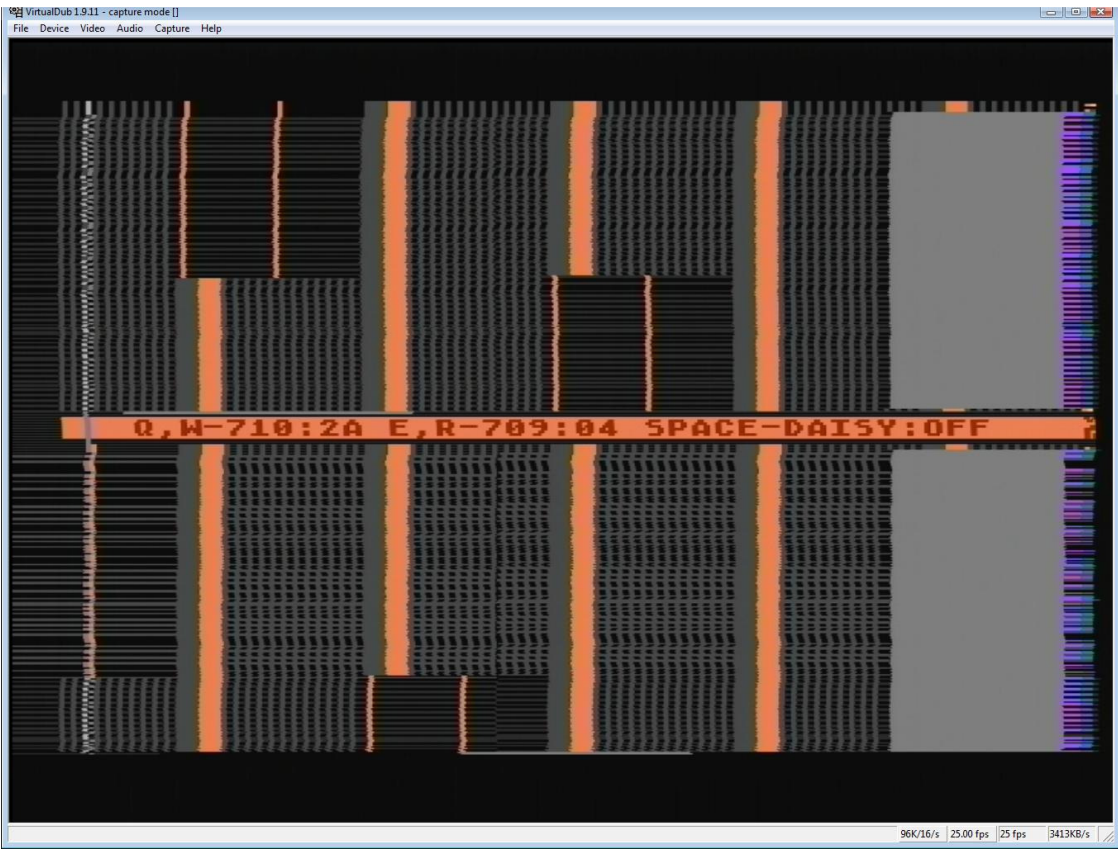 VirtualDub 1.9.11 - capture mode []
File Device Video Audio Capture Help
Q,W-710:2A E,R-709:04 SPACE-DAISY:OFF
96K/16/s 25.00 fps 25 fps 3413KB/s